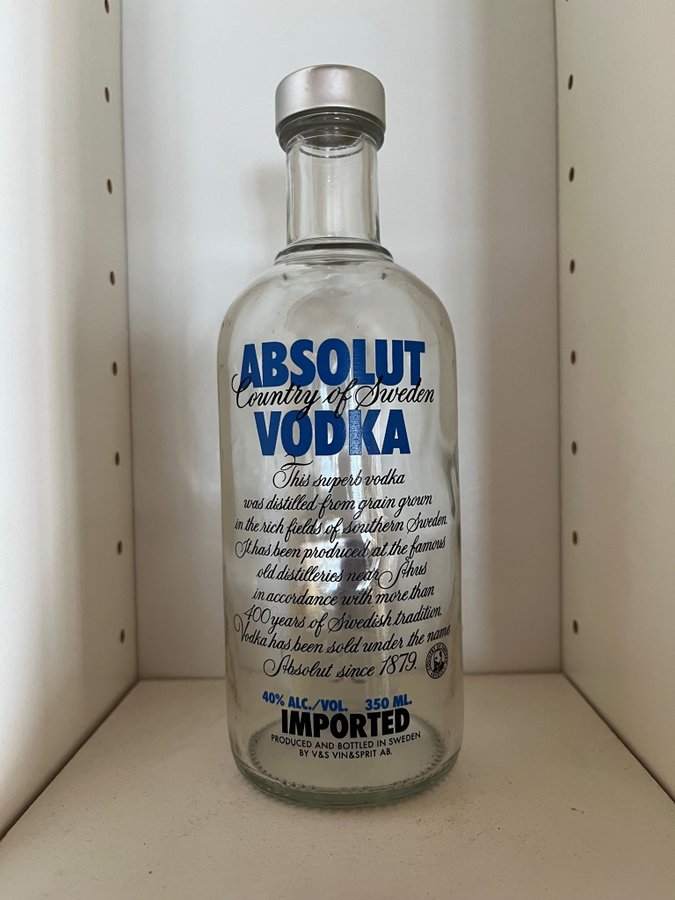 ABSOLUT
Country of Sweden
VODKA
This superb vodka
was distilled from grain grown
in the rich fields of southern Sweden.
It has been produced at the famous
old distilleries near Åhus
in accordance with more than
400 years of Swedish tradition.
Vodka has been sold under the name
Absolut since 1879.
40% ALC./VOL. 350 ML.
IMPORTED
PRODUCED AND BOTTLED IN SWEDEN
BY V&S VIN&SPRIT AB.